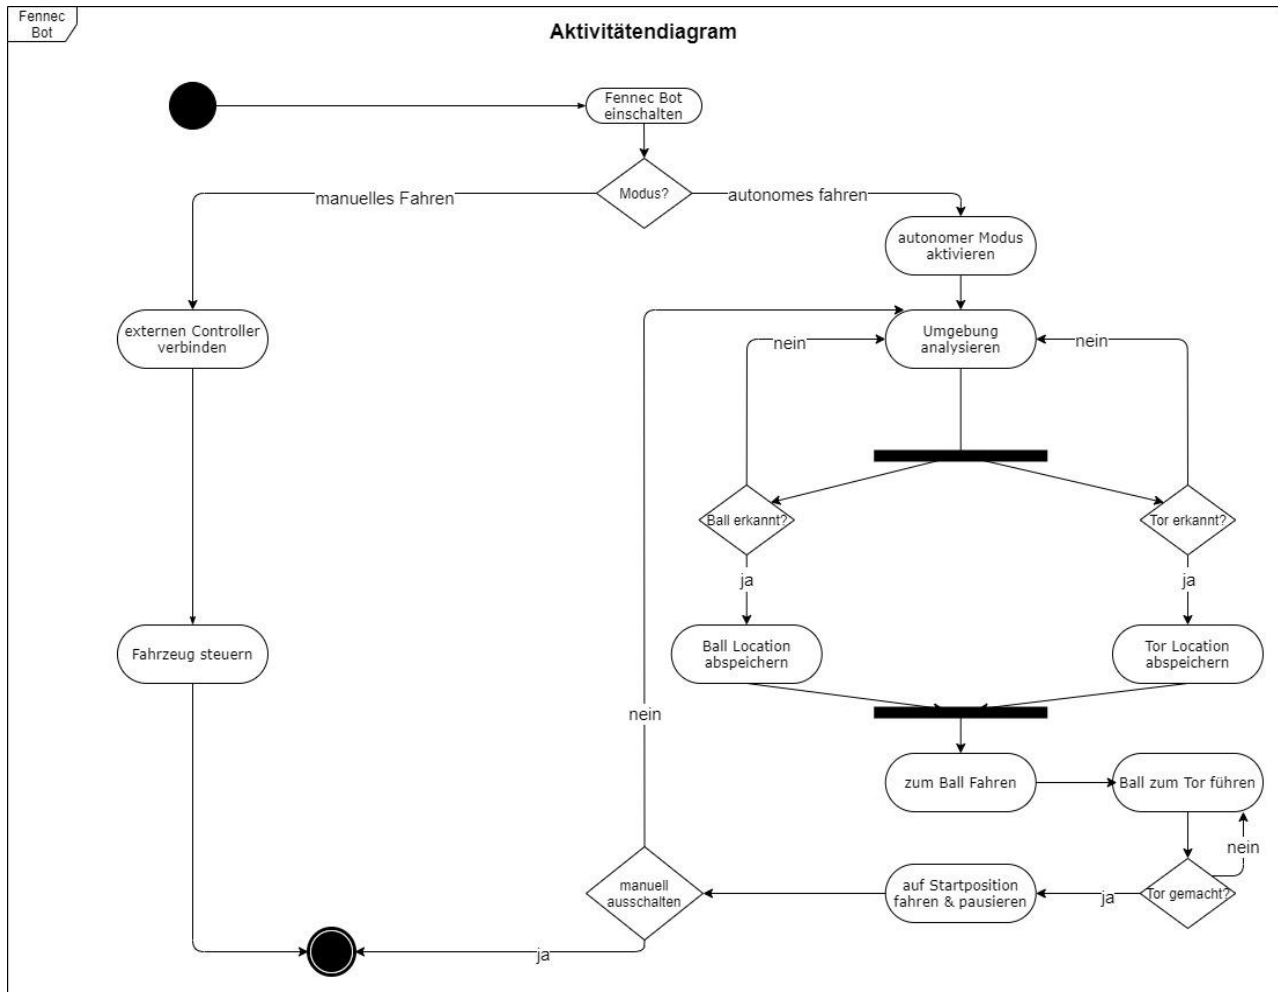 Fennec
Bot
Aktivitätendiagram
Fennec Bot
einschalten
Modus?
manuelles Fahren
autonomes fahren
autonomer Modus
aktivieren
externen Controller
verbinden
Umgebung
analysieren
nein
nein
Ball erkannt?
Tor erkannt?
ja
ja
Fahrzeug steuern
Ball Location
abspeichern
Tor Location
abspeichern
nein
zum Ball Fahren
Ball zum Tor führen
nein
manuell
ausschalten
auf Startposition
fahren & pausieren
ja
Tor gemacht?
ja